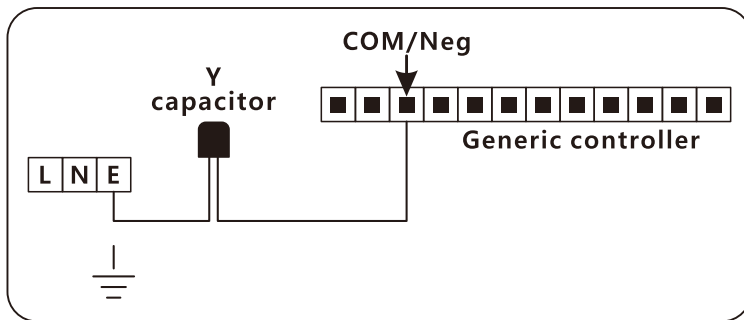 COM/Neg
Y
capacitor
Generic controller
L N E